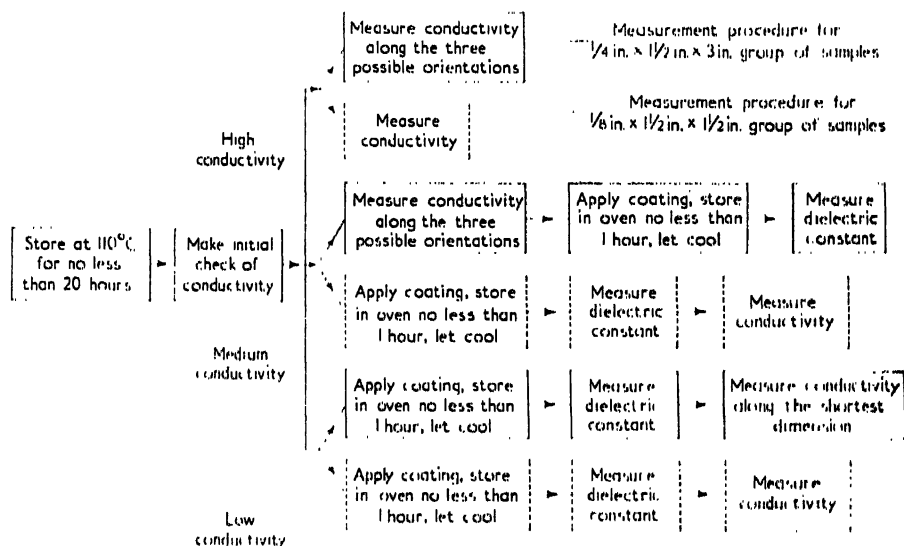 Measure conductivity
along the three
possible orientations
Measurement procedure for
1/4 in. × 1 1/2 in. × 3 in. group of samples
Measure
conductivity
Measurement procedure for
1/8 in. × 1 1/2 in. × 1 1/2 in. group of samples
High
conductivity
Store at 110°C
for no less
than 20 hours
Make initial
check of
conductivity
Measure conductivity
along the three
possible orientations
Apply coating, store
in oven no less than
1 hour, let cool
Measure
dielectric
constant
Apply coating, store
in oven no less than
1 hour, let cool
Measure
dielectric
constant
Measure
conductivity
Medium
conductivity
Apply coating, store
in oven no less than
1 hour, let cool
Measure
dielectric
constant
Measure conductivity
along the shortest
dimension
Apply coating, store
in oven no less than
1 hour, let cool
Measure
dielectric
constant
Measure
conductivity
Low
conductivity